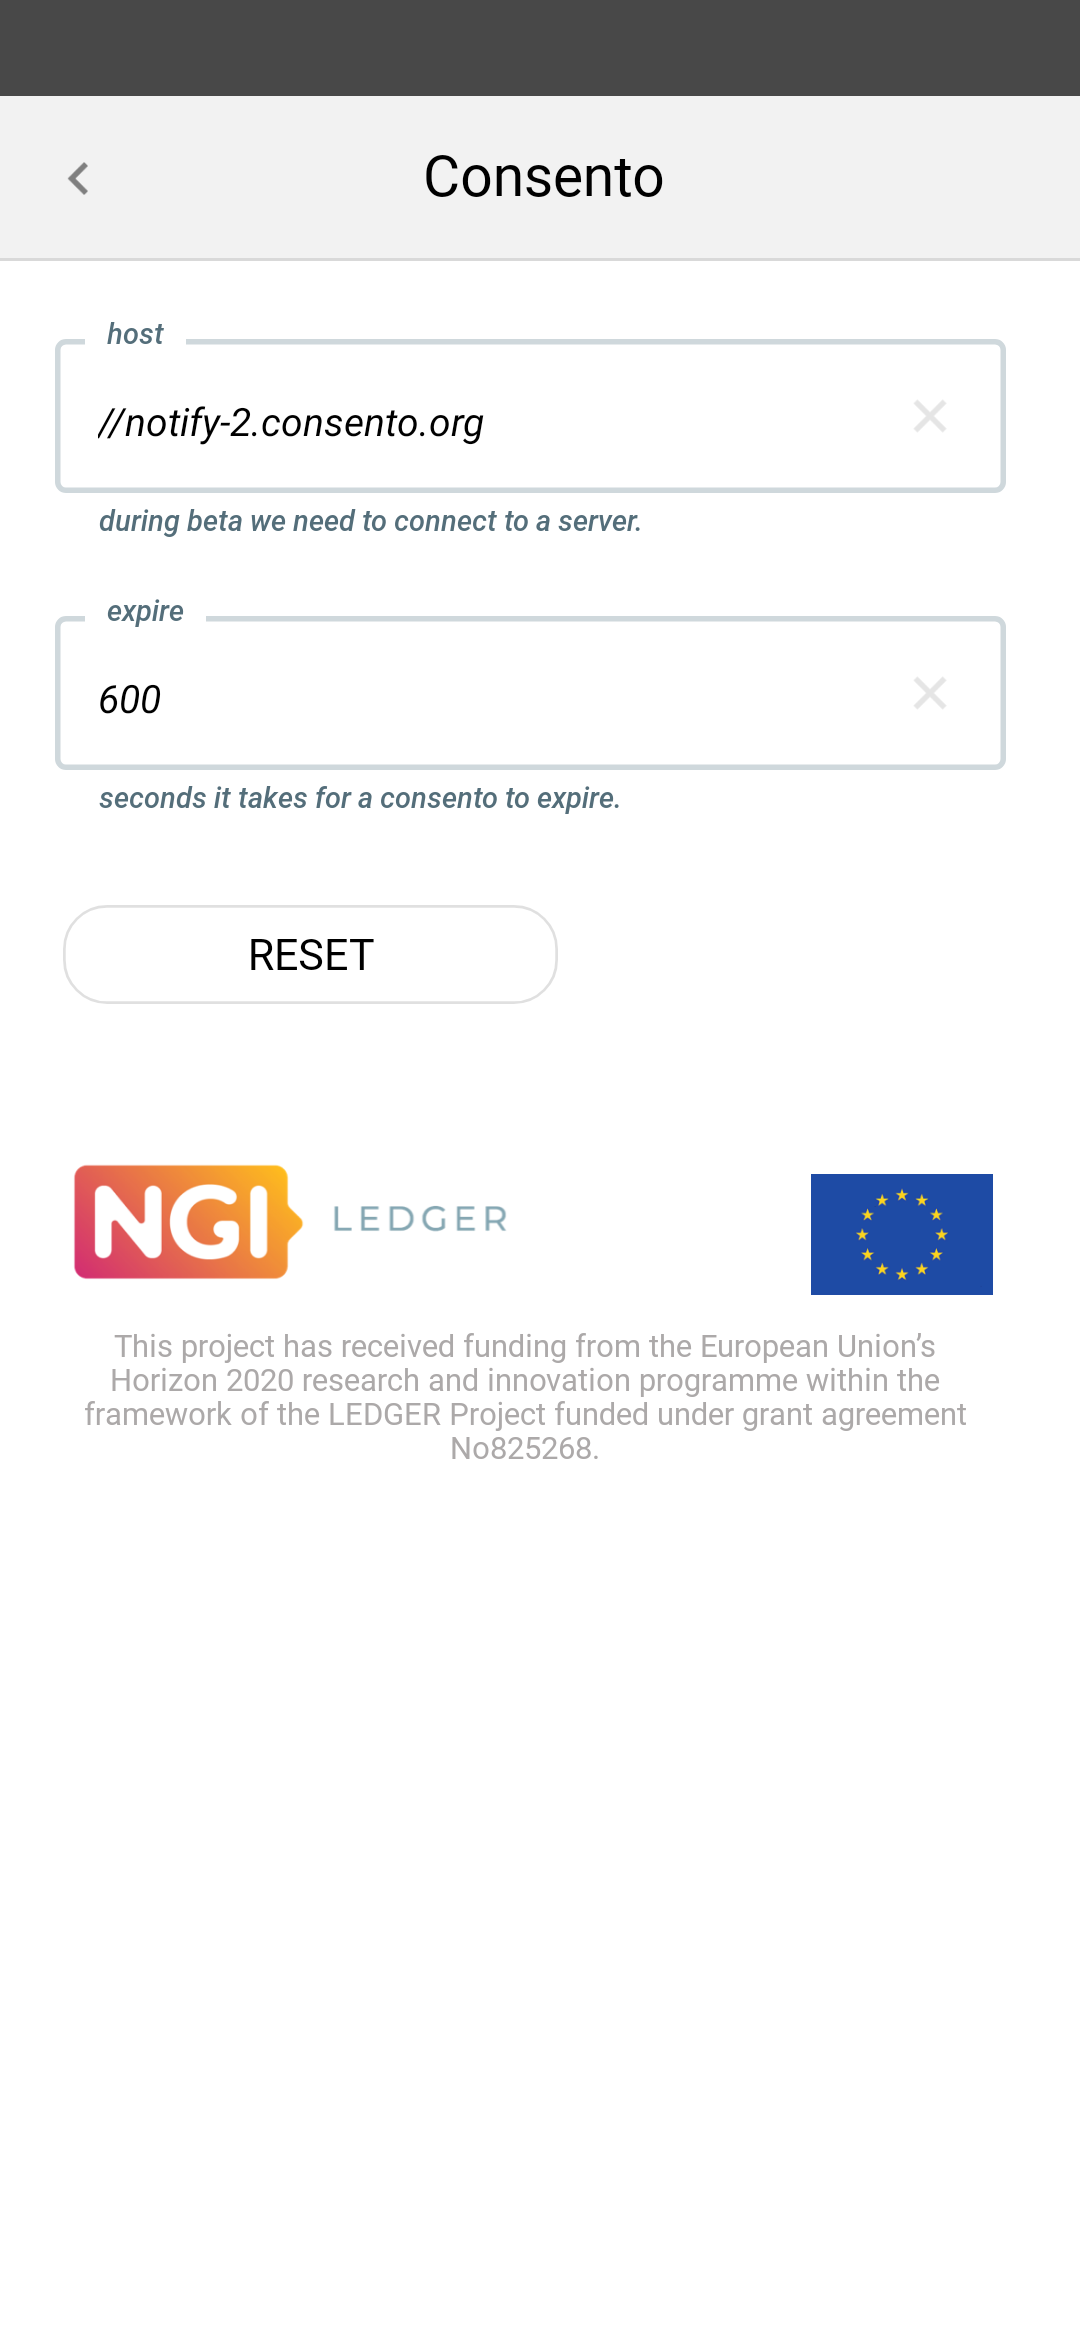 Consento
host
//notify-2.consento.org
during beta we need to connect to a server.
expire
600
seconds it takes for a consento to expire.
RESET
NGI LEDGER
This project has received funding from the European Union’s
Horizon 2020 research and innovation programme within the
framework of the LEDGER Project funded under grant agreement
No825268.